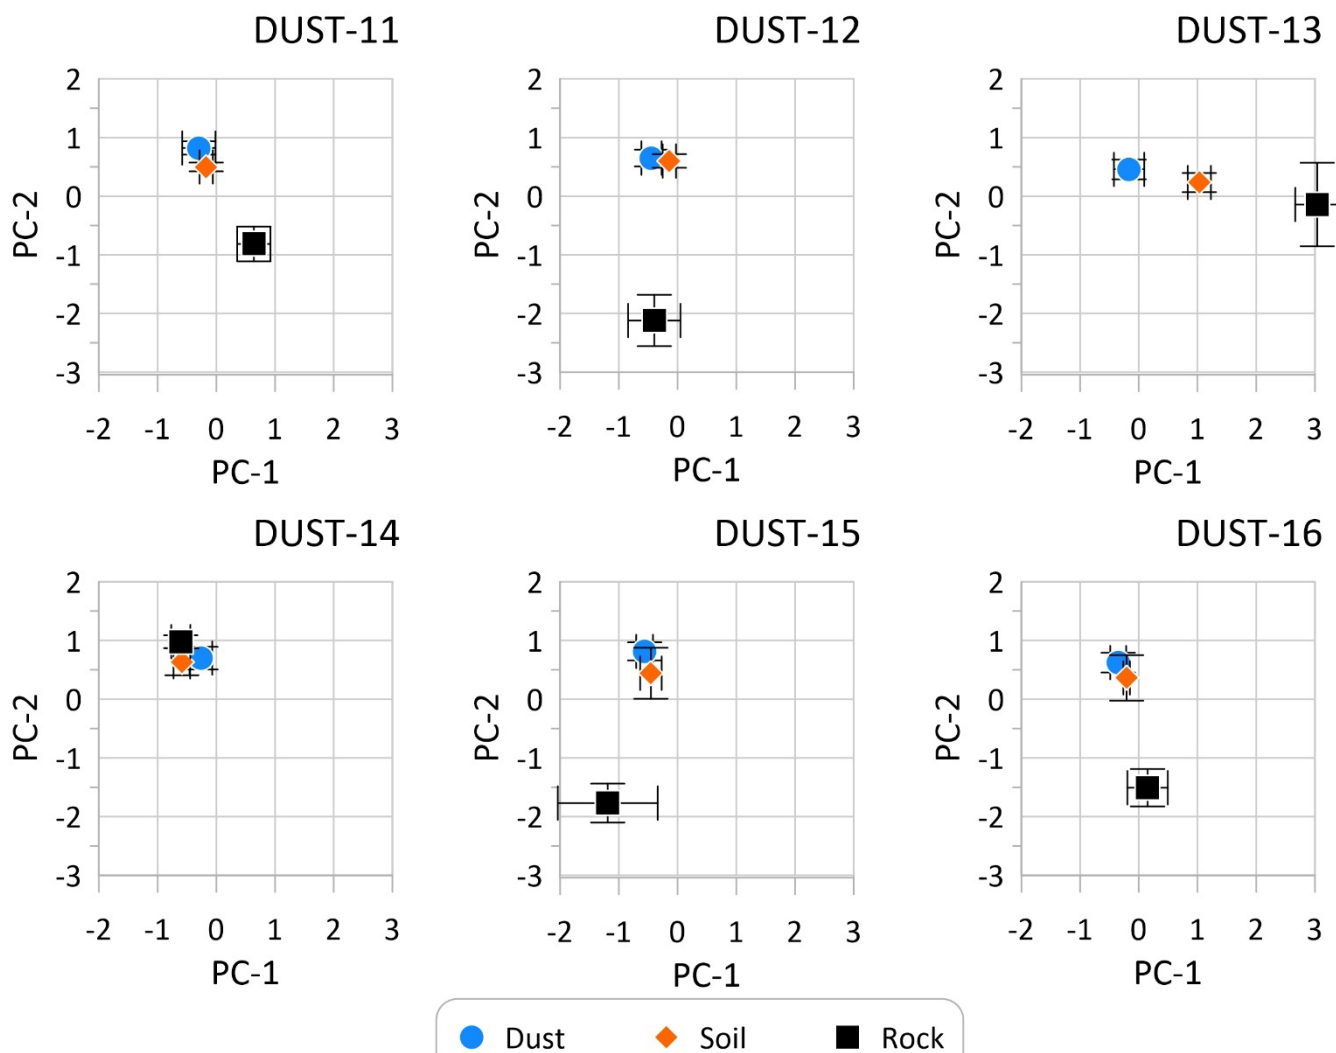 DUST-11 DUST-12 DUST-13
2 2 2
1 1 1
0 0 0
-1 -1 -1
-2 -2 -2
-3 -3 -3
PC-2 PC-2 PC-2
-2 -1 0 1 2 3 -2 -1 0 1 2 3 -2 -1 0 1 2 3
PC-1 PC-1 PC-1
DUST-14 DUST-15 DUST-16
2 2 2
1 1 1
0 0 0
-1 -1 -1
-2 -2 -2
-3 -3 -3
PC-2 PC-2 PC-2
-2 -1 0 1 2 3 -2 -1 0 1 2 3 -2 -1 0 1 2 3
PC-1 PC-1 PC-1
Dust Soil Rock